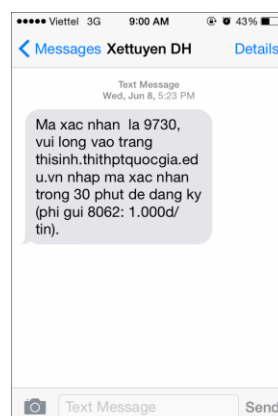 Viettel 3G 9:00 AM 43%
Messages Xettuyen DH Details
Text Message
Wed, Jun 8, 5:23 PM
Ma xac nhan la 9730,
vui long vao trang
thisinh.thithptquocgia.ed
u.vn nhap ma xac nhan
trong 30 phut de dang ky
(phi gui 8062: 1.000d/
tin).
Text Message Send